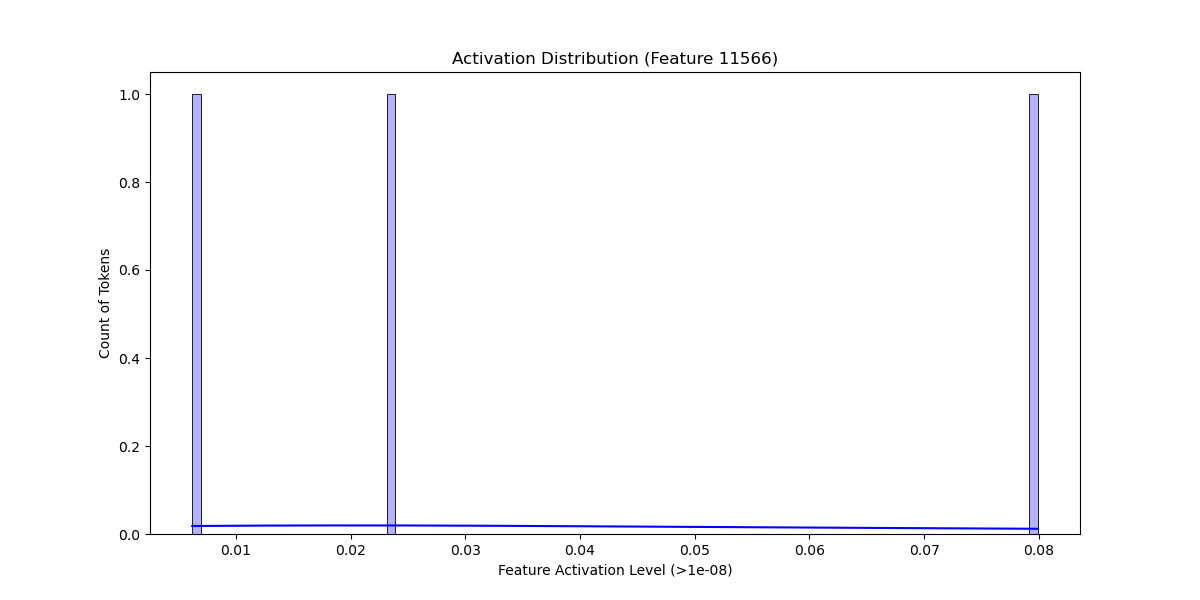 Activation Distribution (Feature 11566)
1.0
0.8
0.6
0.4
0.2
0.0
Count of Tokens
0.01 0.02 0.03 0.04 0.05 0.06 0.07 0.08
Feature Activation Level (>1e-08)